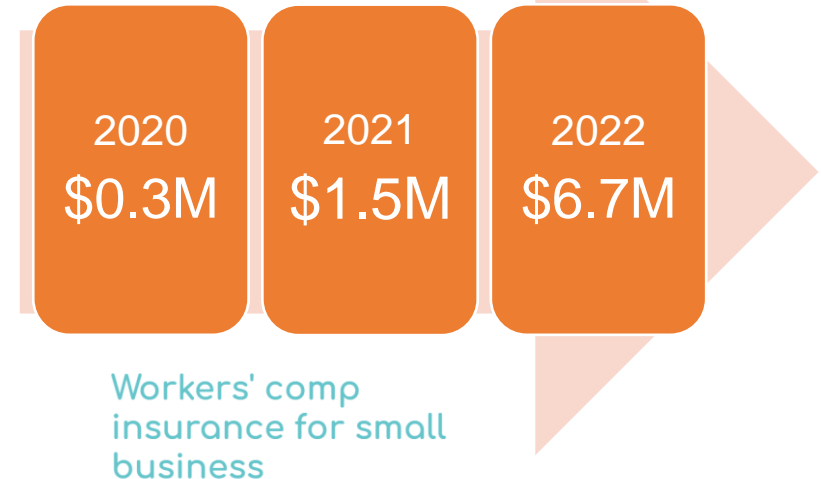 2020
$0.3M
2021
$1.5M
2022
$6.7M
Workers' comp
insurance for small
business